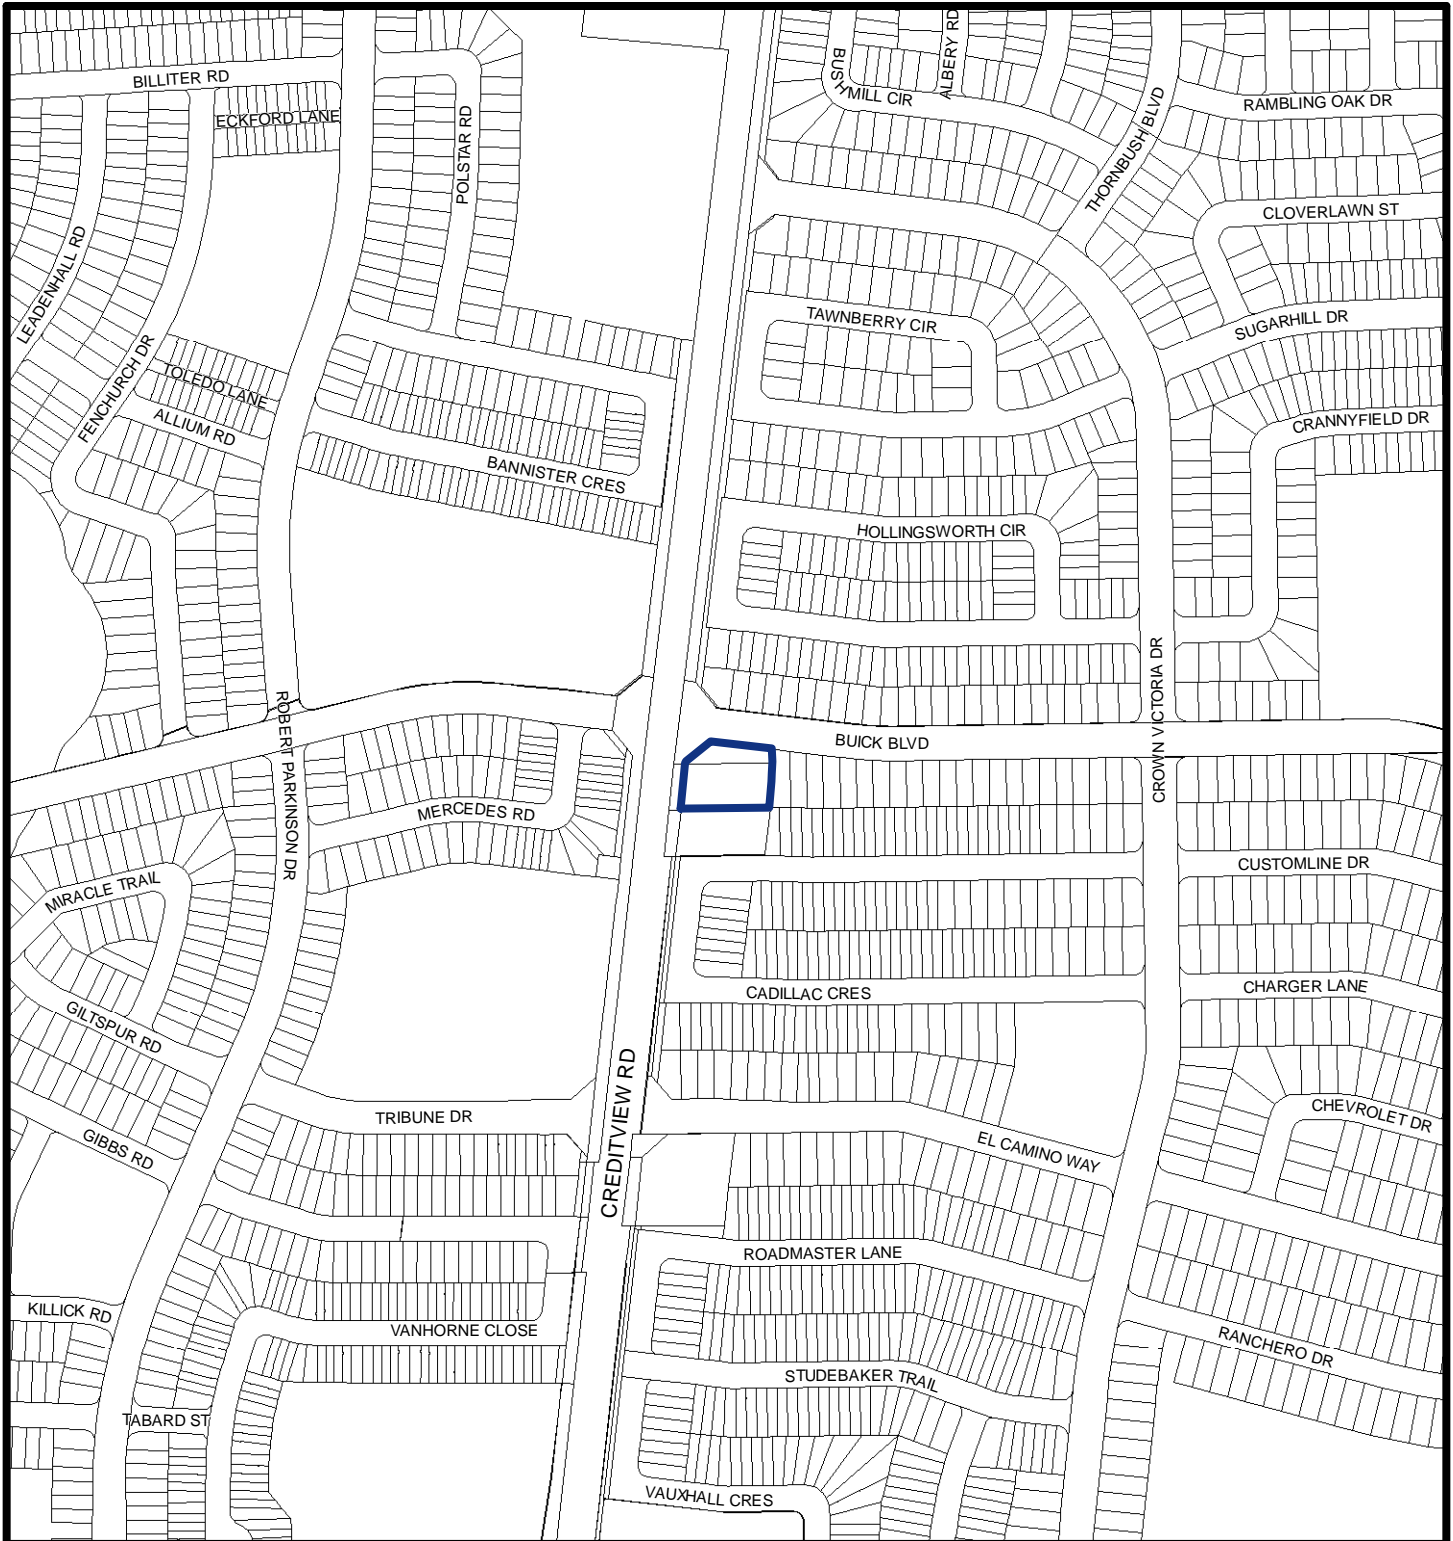 BILLITER RD
ECKFORD LANE
POLSTAR RD
BUSHMILL CIR
ALBERY RD
THORNBUSH BLVD
RAMBLING OAK DR
CLOVERLAWN ST
LEADENHALL RD
FENCHURCH DR
TOLEDO LANE
ALLIUM RD
TAWNBERRY CIR
SUGARHILL DR
CRANNYFIELD DR
BANNISTER CRES
HOLLINGSWORTH CIR
ROBERT PARKINSON DR
CROWN VICTORIA DR
BUICK BLVD
MERCEDES RD
MIRACLE TRAIL
CUSTOMLINE DR
CADILLAC CRES
CHARGER LANE
GILTSPUR RD
CREDITVIEW RD
TRIBUNE DR
GIBBS RD
CHEVROLET DR
EL CAMINO WAY
ROADMASTER LANE
KILLICK RD
VANHORNE CLOSE
RANCHERO DR
STUDEBAKER TRAIL
TABARD ST
VAUXHALL CRES